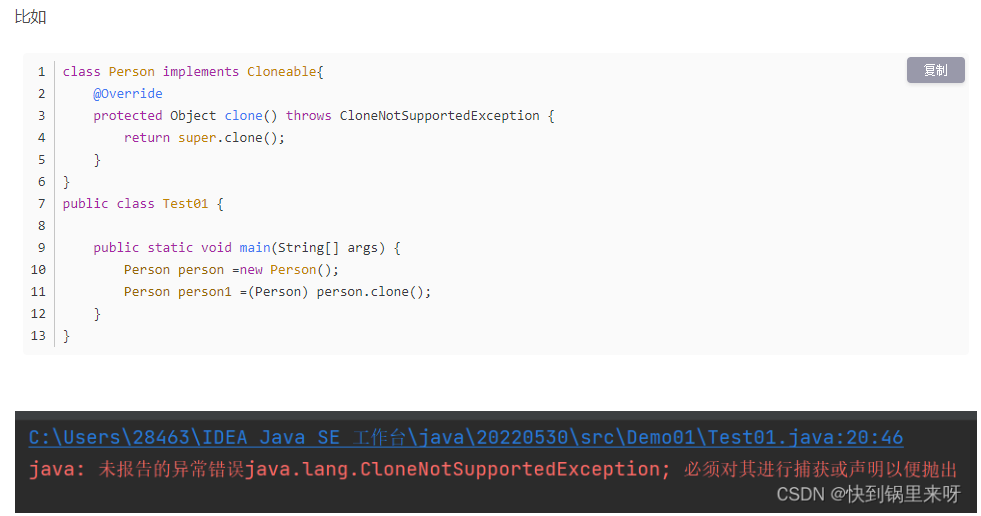 比如
复制
1 class Person implements Cloneable{
2 @Override
3 protected Object clone() throws CloneNotSupportedException {
4 return super.clone();
5 }
6 }
7 public class Test01 {
8
9 public static void main(String[] args) {
10 Person person =new Person();
11 Person person1 =(Person) person.clone();
12 }
13 }
C:\Users\28463\IDEA Java SE 工作台\java\20220530\src\Demo01\Test01.java:20:46
java: 未报告的异常错误java.lang.CloneNotSupportedException; 必须对其进行捕获或声明以便抛出
CSDN @快到锅里来呀